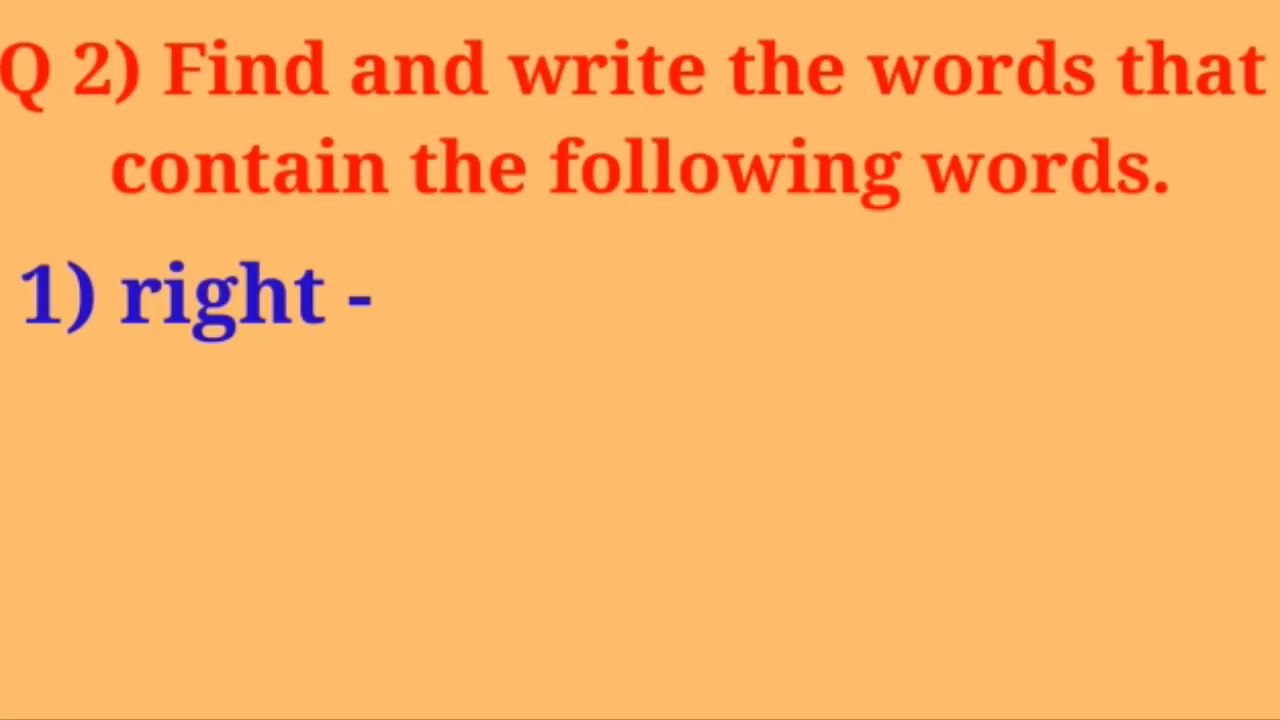 Q 2) Find and write the words that
contain the following words.
1) right -